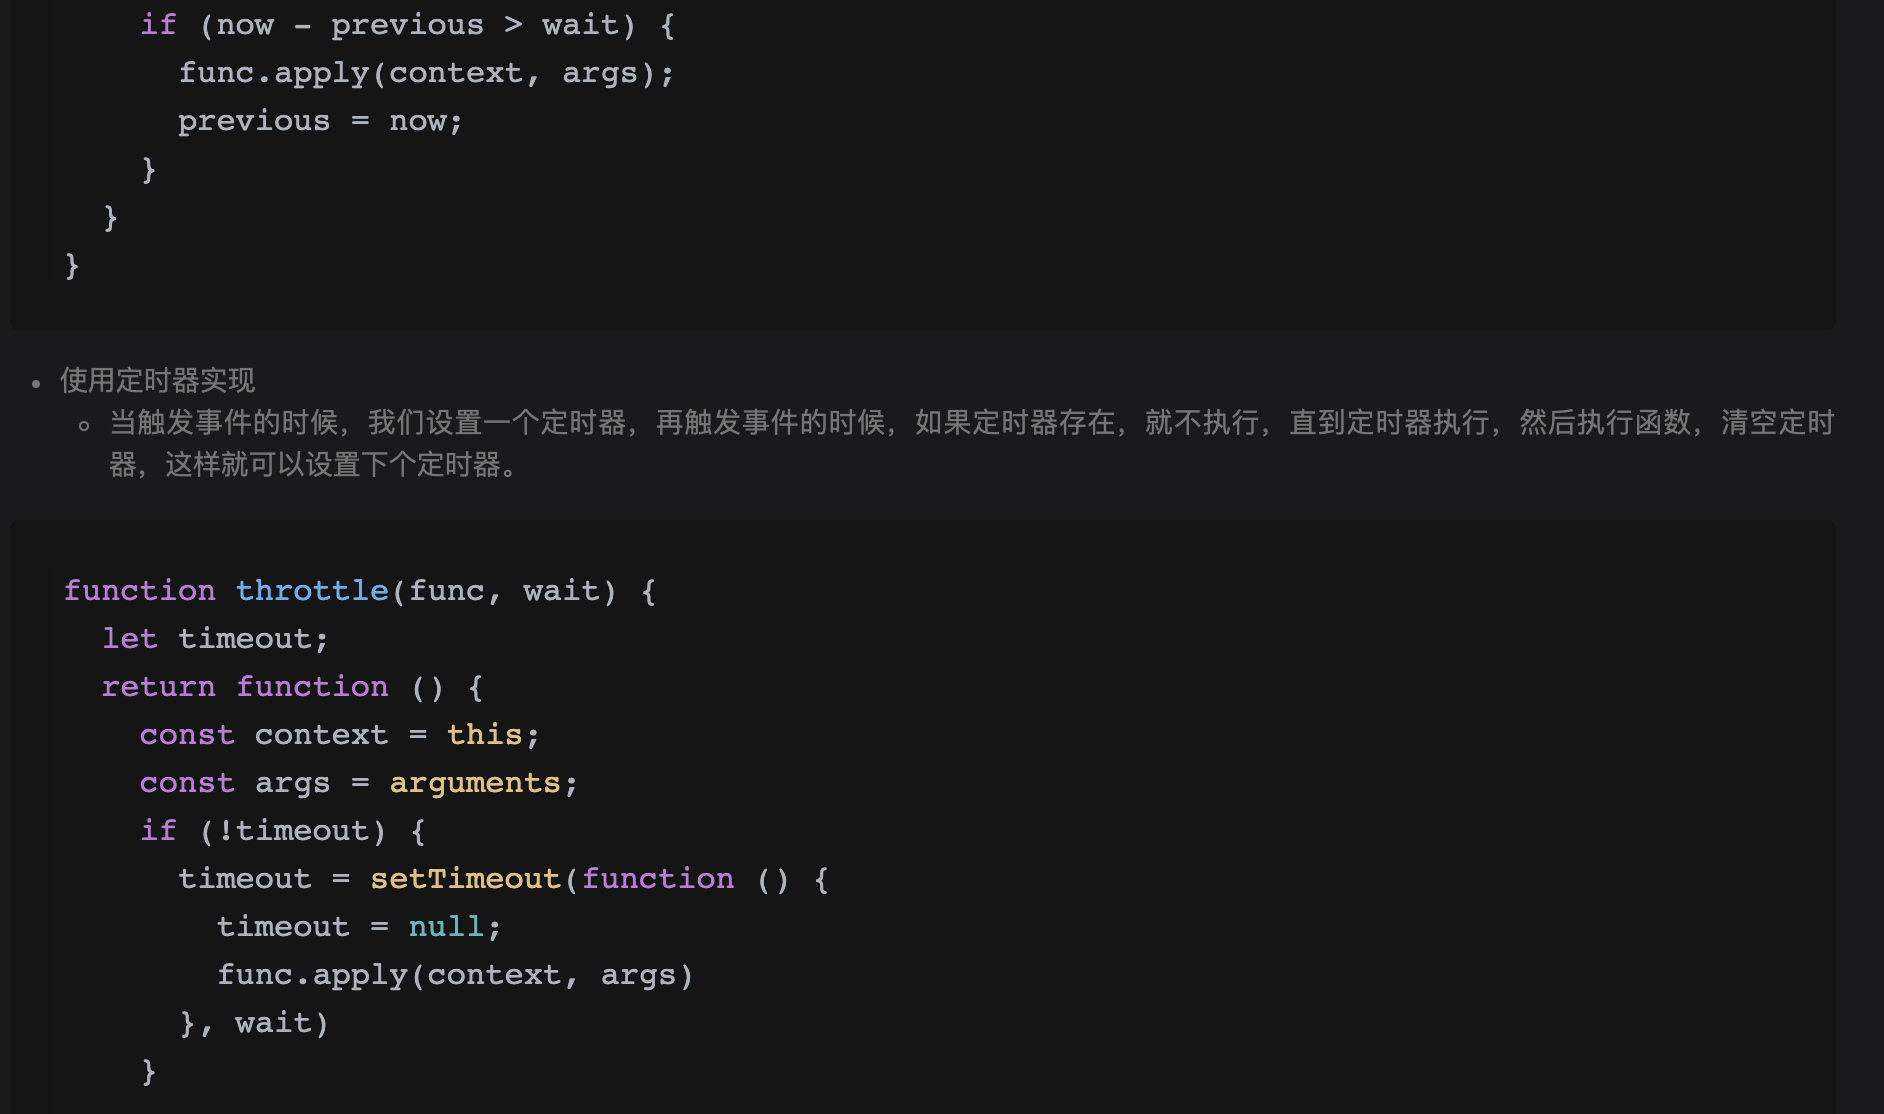 if (now - previous > wait) {
func.apply(context, args);
previous = now;
}
}
}
使用定时器实现
当触发事件的时候，我们设置一个定时器，再触发事件的时候，如果定时器存在，就不执行，直到定时器执行，然后执行函数，清空定时
器，这样就可以设置下个定时器。
function throttle(func, wait) {
let timeout;
return function () {
const context = this;
const args = arguments;
if (!timeout) {
timeout = setTimeout(function () {
timeout = null;
func.apply(context, args)
}, wait)
}